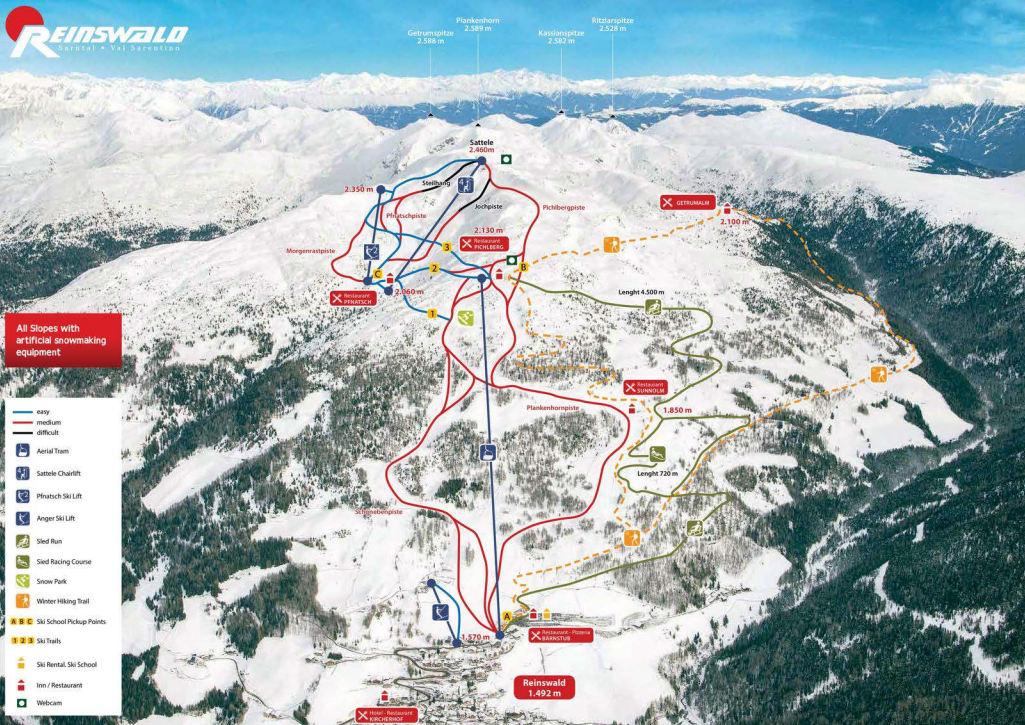 REINSWALD
Sarntal • Val Sarentino
Plankenhorn
2.589 m
Getrumspitze
2.588 m
Kassianspitze
2.582 m
Ritzlarspitze
2.528 m
Sattele
2.460m
2.350 m
Steilhang
Jochpiste
Pfnatschpiste
Pichlbergpiste
GETRUMALM
2.100 m
2.130 m
Restaurant
PICHLBERG
Morgenrastpiste
3
2
B
C
2.060 m
Restaurant
PFNATSCH
1
Lenght 4.500 m
All Slopes with
artificial snowmaking
equipment
Restaurant
SUNNOLM
Plankenhornpiste
1.850 m
Lenght 720 m
Schönebenpiste
easy
medium
difficult
Aerial Tram
Sattele Chairlift
Pfnatsch Ski Lift
Anger Ski Lift
Sled Run
Sled Racing Course
Snow Park
Winter Hiking Trail
A B C Ski School Pickup Points
1 2 3 Ski Trails
Ski Rental. Ski School
Inn / Restaurant
Webcam
A
1.570 m
Restaurant - Pizzeria
BÄRNSTUB
Reinswald
1.492 m
Hotel - Restaurant
KIRCHERHOF